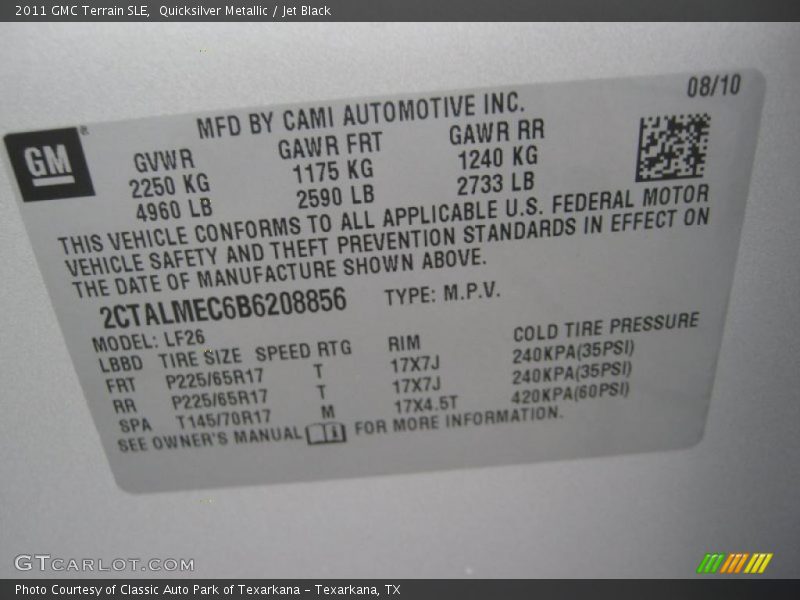 2011 GMC Terrain SLE,  Quicksilver Metallic / Jet Black
08/10
GM®
MFD BY CAMI AUTOMOTIVE INC.
GVWR GAWR FRT GAWR RR
2250 KG 1175 KG 1240 KG
4960 LB 2590 LB 2733 LB
THIS VEHICLE CONFORMS TO ALL APPLICABLE U.S. FEDERAL MOTOR
VEHICLE SAFETY AND THEFT PREVENTION STANDARDS IN EFFECT ON
THE DATE OF MANUFACTURE SHOWN ABOVE.
2CTALMEC6B6208856 TYPE: M.P.V.
MODEL: LF26
LBBD TIRE SIZE SPEED RTG RIM COLD TIRE PRESSURE
FRT P225/65R17 T 17X7J 240KPA(35PSI)
RR P225/65R17 T 17X7J 240KPA(35PSI)
SPA T145/70R17 M 17X4.5T 420KPA(60PSI)
SEE OWNER'S MANUAL FOR MORE INFORMATION.
GTCARLOT.COM
Photo Courtesy of Classic Auto Park of Texarkana - Texarkana, TX